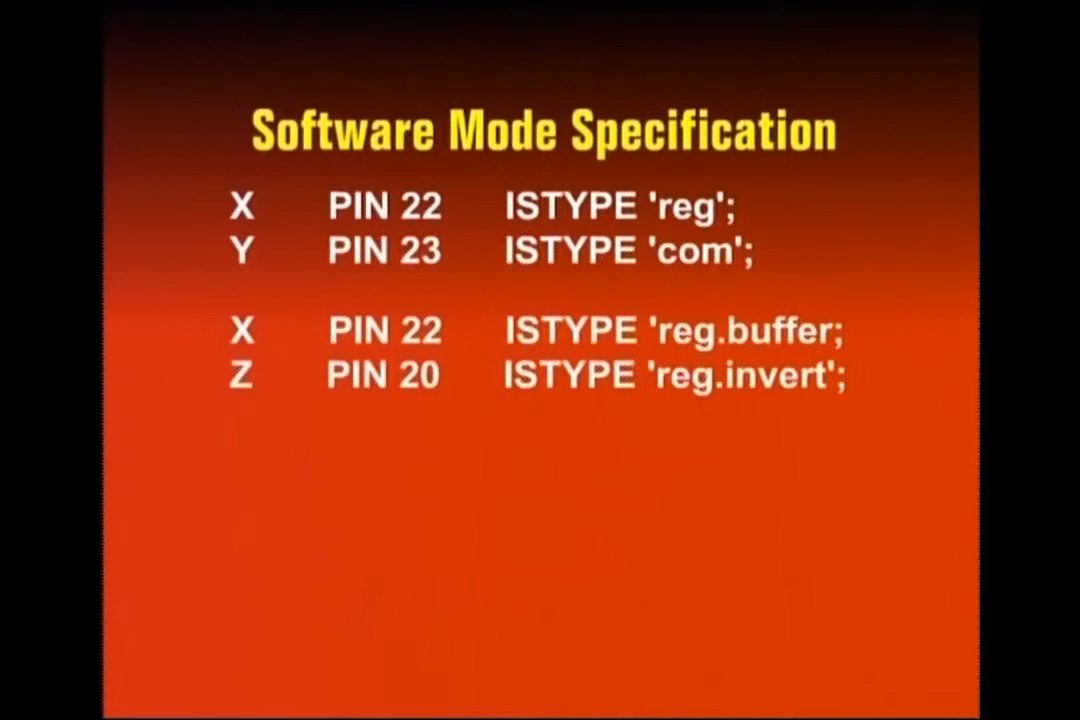 Software Mode Specification
X PIN 22 ISTYPE 'reg';
Y PIN 23 ISTYPE 'com';
X PIN 22 ISTYPE 'reg.buffer;
Z PIN 20 ISTYPE 'reg.invert';